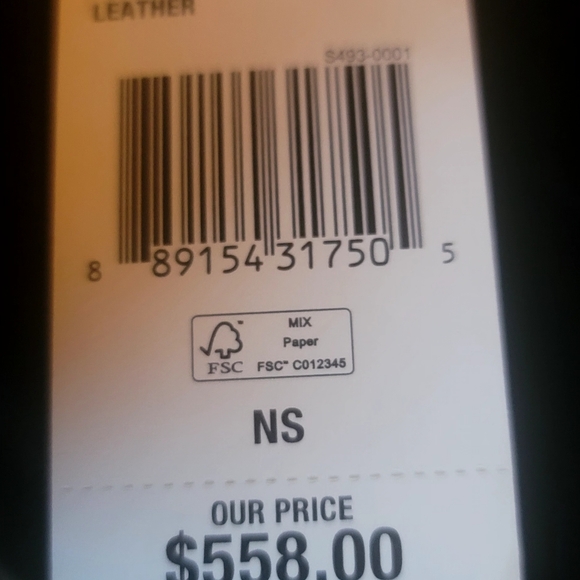 LEATHER
S493-0001
8 89154 31750 5
MIX
Paper
FSC™ C012345
FSC
NS
OUR PRICE
$558.00